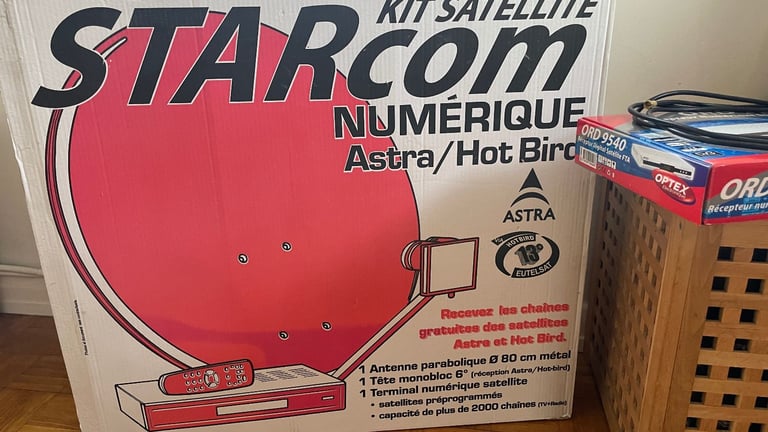 KIT SATELLITE
STARcom
NUMÉRIQUE
Astra/Hot Bird
ASTRA
HOTBIRD
13°
EUTELSAT
Recevez les chaînes
gratuites des satellites
Astra et Hot Bird.
1 Antenne parabolique Ø 80 cm métal
1 Tête monobloc 6° (réception Astra/Hot-bird)
1 Terminal numérique satellite
• satellites préprogrammés
• capacité de plus de 2000 chaînes (TV+Radio)
ORD 9540
OPTEX
ORD
Récepteur nu